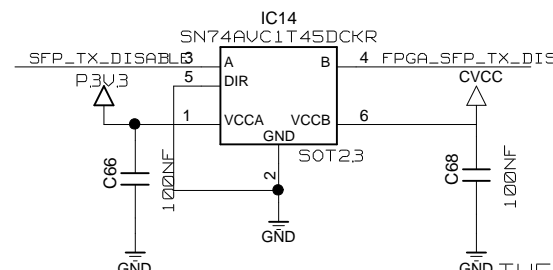 IC14
SN74AVC1T45DCKR
SFP_TX_DISABLE 3 A B 4 FPGA_SFP_TX_DIS
P3V3 5 DIR CVCC
1 VCCA VCCB 6
GND
SOT23
C66 100NF 2 C68 100NF
GND
GND GND